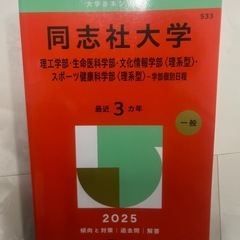 533
同志社大学
理工学部・生命医科学部・文化情報学部〈理系型〉・
スポーツ健康科学部〈理系型〉－学部個別日程
最近3カ年
一般
2025
傾向と対策｜過去問｜解答